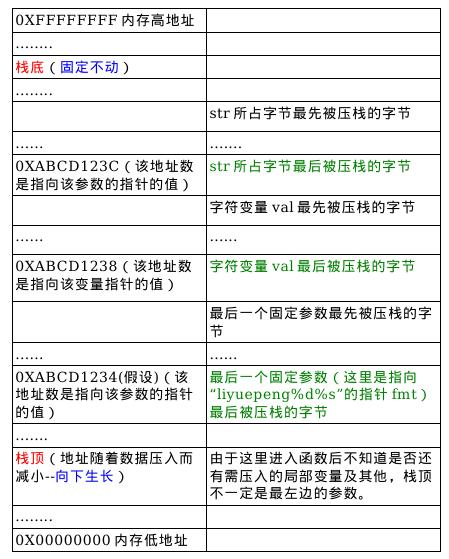 0XFFFFFFFF 内存高地址
........
栈底（固定不动）
........
str 所占字节最先被压栈的字节
...... .......
0XABCD123C（该地址数 str 所占字节最后被压栈的字节
是指向该参数的指针的值）
字符变量 val 最先被压栈的字节
...... ......
0XABCD1238（该地址数 字符变量 val 最后被压栈的字节
是指向该变量指针的值）
最后一个固定参数最先被压栈的字
节
...... ......
0XABCD1234(假设)（该 最后一个固定参数（这里是指向
地址数是指向该参数的指针 “liyuepeng%d%s”的指针 fmt）
的值） 最后被压栈的字节
.......
栈顶（地址随着数据压入而 由于这里进入函数后不知道是否还
减小--向下生长） 有需压入的局部变量及其他，栈顶
不一定是最左边的参数。
........
0X00000000 内存低地址